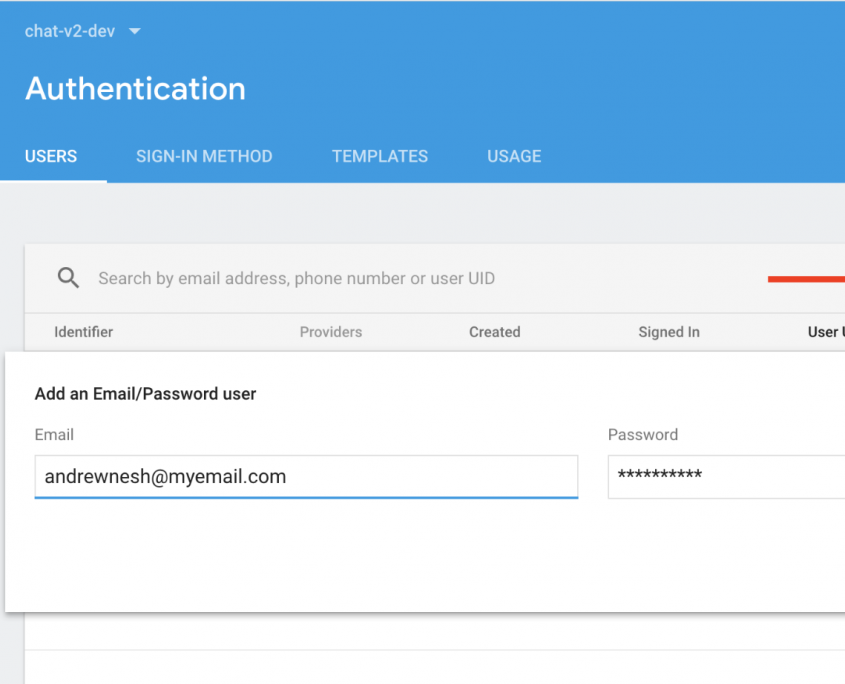 chat-v2-dev
Authentication
USERS SIGN-IN METHOD TEMPLATES USAGE
Search by email address, phone number or user UID
Identifier Providers Created Signed In User U
Add an Email/Password user
Email Password
andrewnesh@myemail.com **********